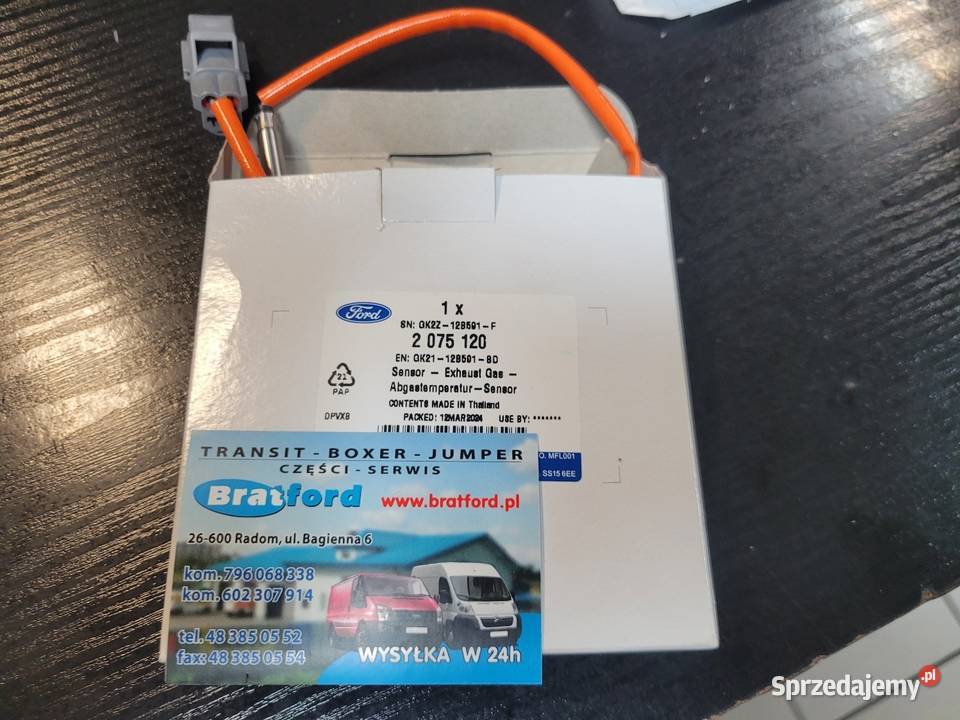 Ford
1 x
SN: GK2Z-12B591-F
2 075 120
EN: GK21-12B591-BD
Sensor - Exhaust Gas -
Abgastemperatur-Sensor
CONTENTS MADE IN Thailand
21
PAP
DPVXB
PACKED: 12MAR2024 USE BY: *******
O. MFL001
SS15 6EE
TRANSIT - BOXER - JUMPER
CZĘŚCI - SERWIS
Bratford www.bratford.pl
26-600 Radom, ul. Bagienna 6
kom. 796 068 338
kom. 602 307 914
tel. 48 385 05 52
fax: 48 385 05 54
WYSYŁKA W 24h
Sprzedajemy.pl